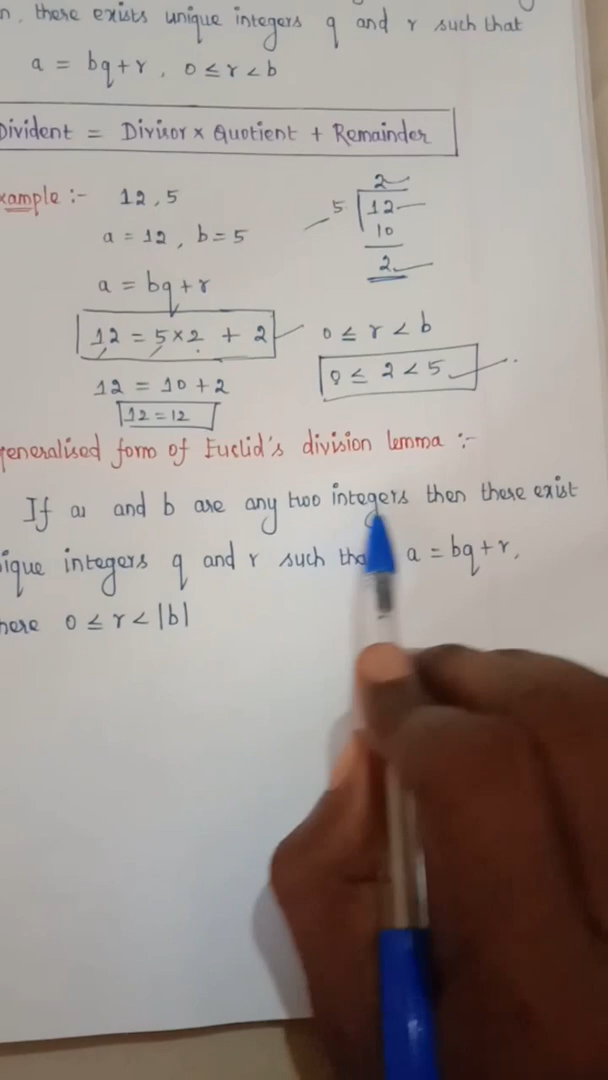 n, there exists unique integers q and r such that
a = bq+r, 0 ≤ r < b
Divident = Divisor × Quotient + Remainder
xample :- 12, 5
a = 12, b = 5
a = bq+r
12 = 5×2 + 2
12 = 10+2
12 = 12
2
5 12
10
2
0 ≤ r < b
0 ≤ 2 < 5
generalised form of Euclid's division lemma :-
If a and b are any two integers then there exist
ique integers q and r such tha a = bq+r,
here 0 ≤ r < |b|